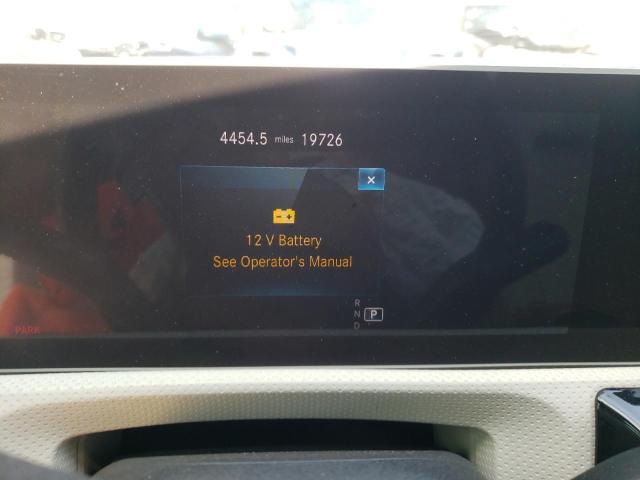 4454.5 miles 19726
×
12 V Battery
See Operator's Manual
R
N P
D
PARK